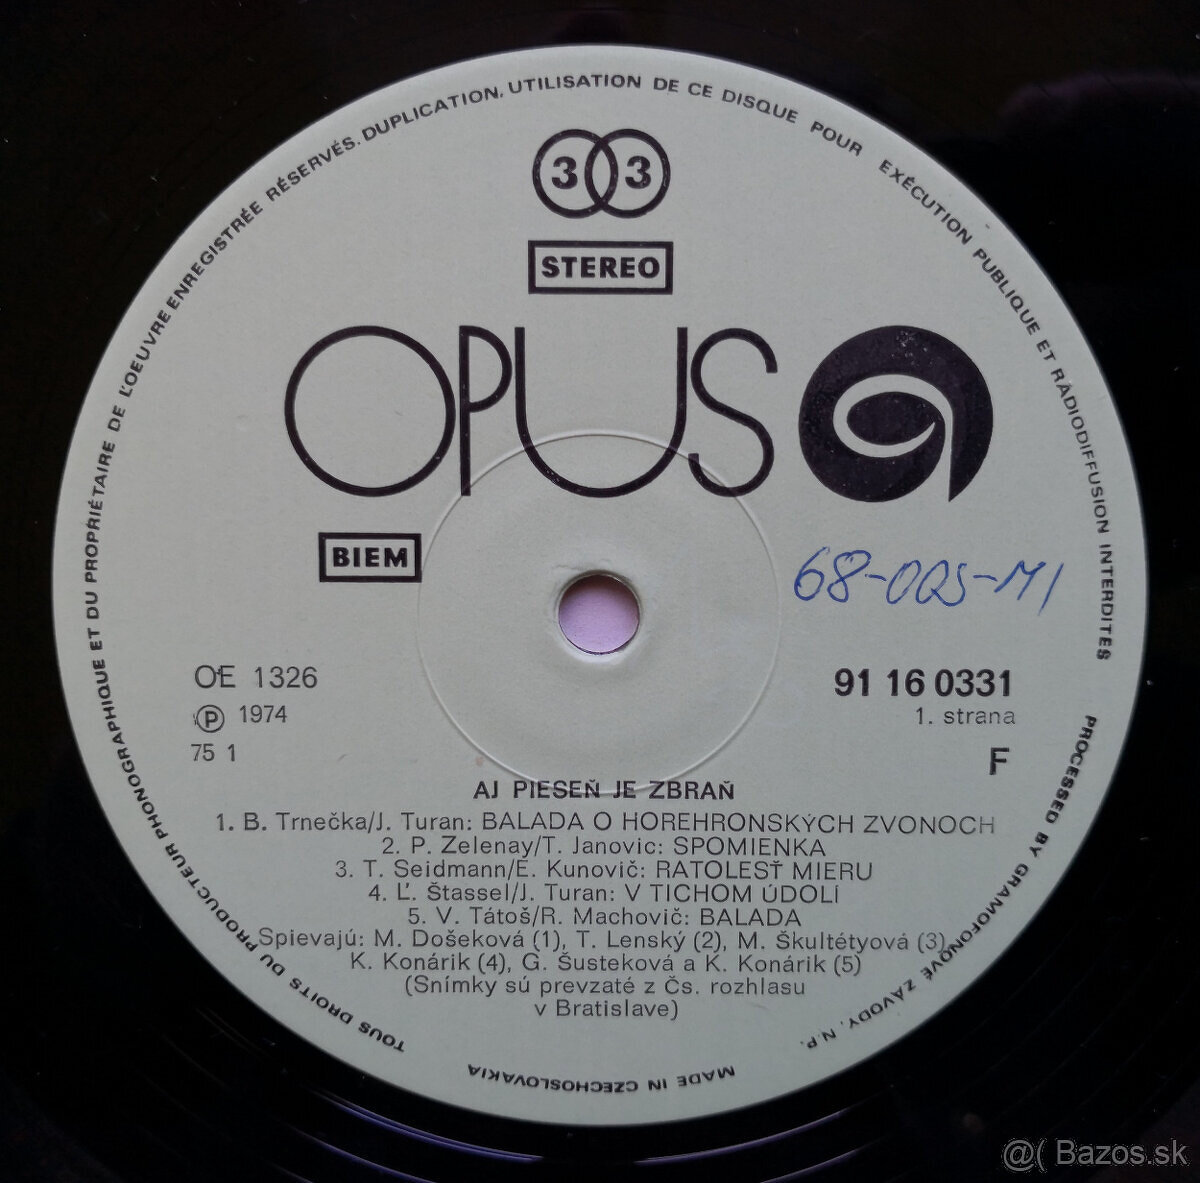 TOUS DROITS DU PRODUCTEUR PHONOGRAPHIQUE ET DU PROPRIÉTAIRE DE L'OEUVRE ENREGISTRÉE RÉSERVÉS. DUPLICATION, UTILISATION DE CE DISQUE POUR EXÉCUTION PUBLIQUE ET RADIODIFFUSION INTERDITES
33
STEREO
OPUS
BIEM
OE 1326
℗ 1974
75 1
91 16 0331
1. strana
F
AJ PIESEŇ JE ZBRAŇ
1. B. Trnečka/J. Turan: BALADA O HOREHRONSKÝCH ZVONOCH
2. P. Zelenay/T. Janovic: SPOMIENKA
3. T. Seidmann/E. Kunovič: RATOLESŤ MIERU
4. Ľ. Štassel/J. Turan: V TICHOM ÚDOLÍ
5. V. Tátoš/R. Machovič: BALADA
Spievajú: M. Došeková (1), T. Lenský (2), M. Škultétyová (3),
K. Konárik (4), G. Šusteková a K. Konárik (5)
(Snímky sú prevzaté z Čs. rozhlasu
v Bratislave)
PROCESSED BY GRAMOFONOVÉ ZÁVODY, N.P.
MADE IN CZECHOSLOVAKIA
@( Bazos.sk